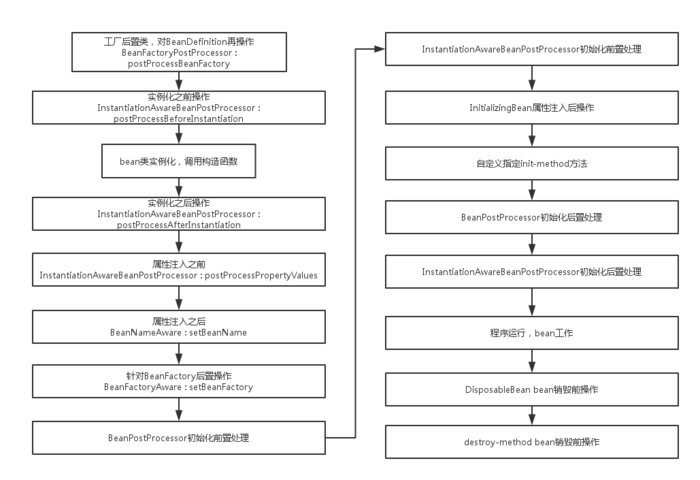 工厂后置类，对BeanDefinition再操作
BeanFactoryPostProcessor：
postProcessBeanFactory
实例化之前操作
InstantiationAwareBeanPostProcessor：
postProcessBeforeInstantiation
bean类实例化，调用构造函数
实例化之后操作
InstantiationAwareBeanPostProcessor：
postProcessAfterInstantiation
属性注入之前
InstantiationAwareBeanPostProcessor：postProcessPropertyValues
属性注入之后
BeanNameAware：setBeanName
针对BeanFactory后置操作
BeanFactoryAware：setBeanFactory
BeanPostProcessor初始化前置处理
InstantiationAwareBeanPostProcessor初始化前置处理
InitializingBean属性注入后操作
自定义指定init-method方法
BeanPostProcessor初始化后置处理
InstantiationAwareBeanPostProcessor初始化后置处理
程序运行，bean工作
DisposableBean bean销毁前操作
destroy-method bean销毁前操作